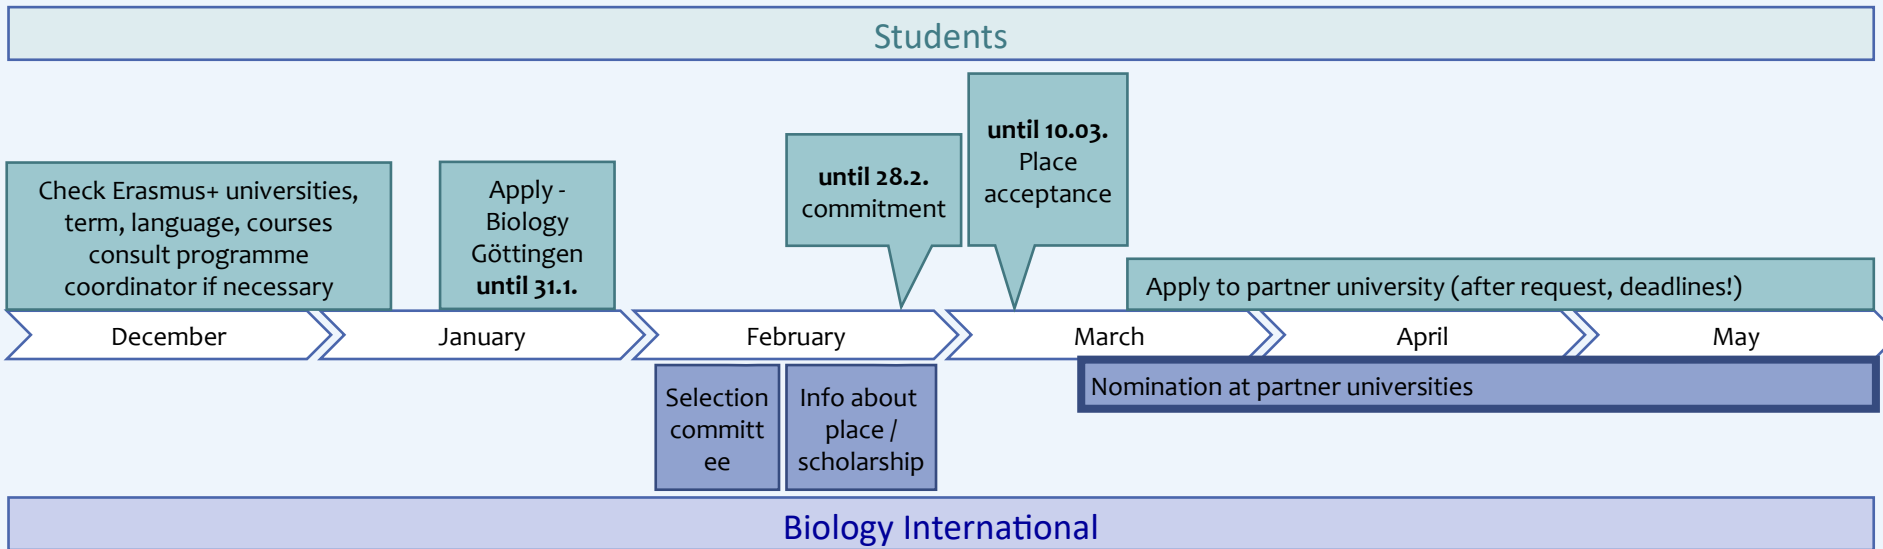 Students
Check Erasmus+ universities,
term, language, courses
consult programme
coordinator if necessary
Apply -
Biology
Göttingen
until 31.1.
until 28.2.
commitment
until 10.03.
Place
acceptance
Apply to partner university (after request, deadlines!)
December
January
February
March
April
May
Selection
committ
ee
Info about
place /
scholarship
Nomination at partner universities
Biology International